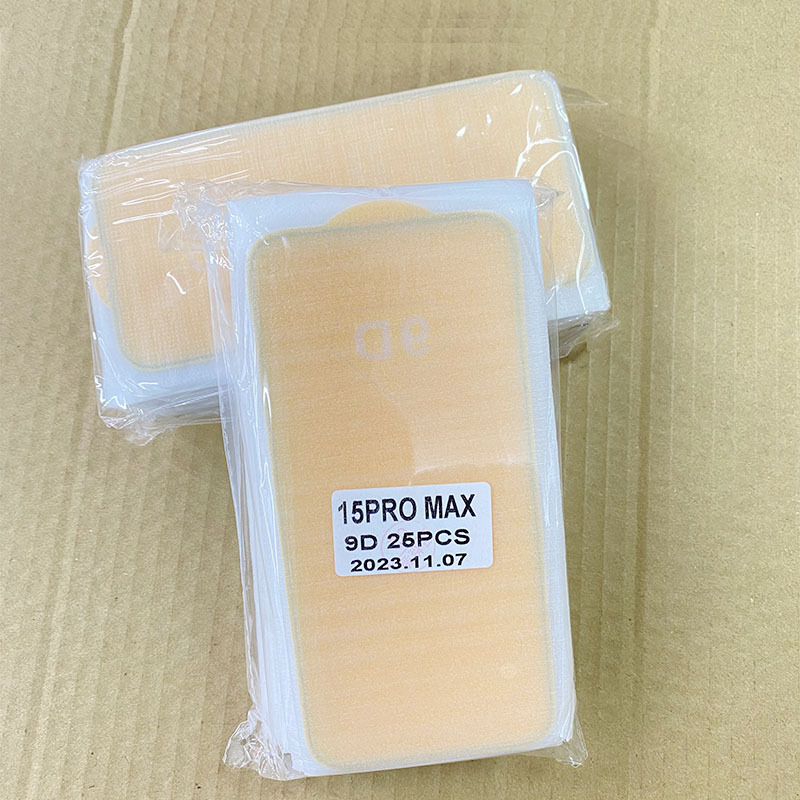 9D
15PRO MAX
9D 25PCS
2023.11.07